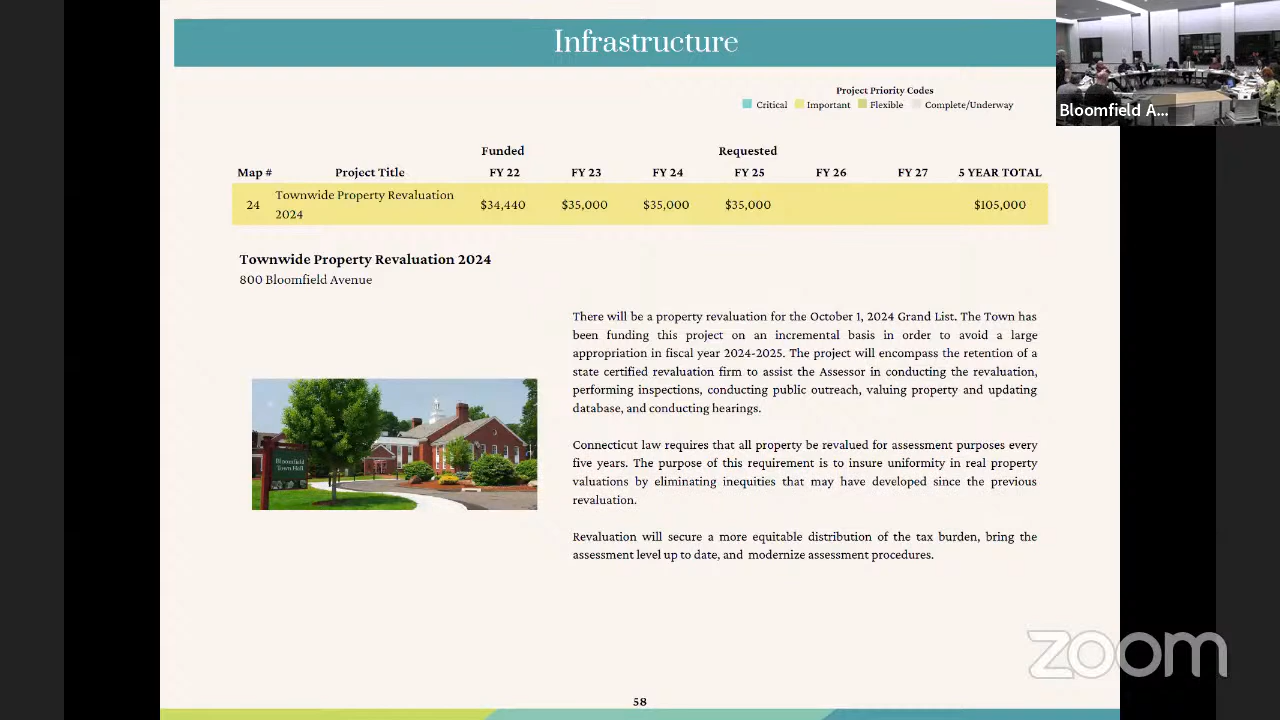 Infrastructure
Bloomfield A...
Project Priority Codes
Critical Important Flexible Complete/Underway
Funded Requested
Map # Project Title FY 22 FY 23 FY 24 FY 25 FY 26 FY 27 5 YEAR TOTAL
24 Townwide Property Revaluation 2024 $34,440 $35,000 $35,000 $35,000 $105,000
Townwide Property Revaluation 2024
800 Bloomfield Avenue
There will be a property revaluation for the October 1, 2024 Grand List. The Town has
been funding this project on an incremental basis in order to avoid a large
appropriation in fiscal year 2024-2025. The project will encompass the retention of a
state certified revaluation firm to assist the Assessor in conducting the revaluation,
performing inspections, conducting public outreach, valuing property and updating
database, and conducting hearings.
Connecticut law requires that all property be revalued for assessment purposes every
five years. The purpose of this requirement is to insure uniformity in real property
valuations by eliminating inequities that may have developed since the previous
revaluation.
Revaluation will secure a more equitable distribution of the tax burden, bring the
assessment level up to date, and modernize assessment procedures.
Bloomfield
Town Hall
zoom
58